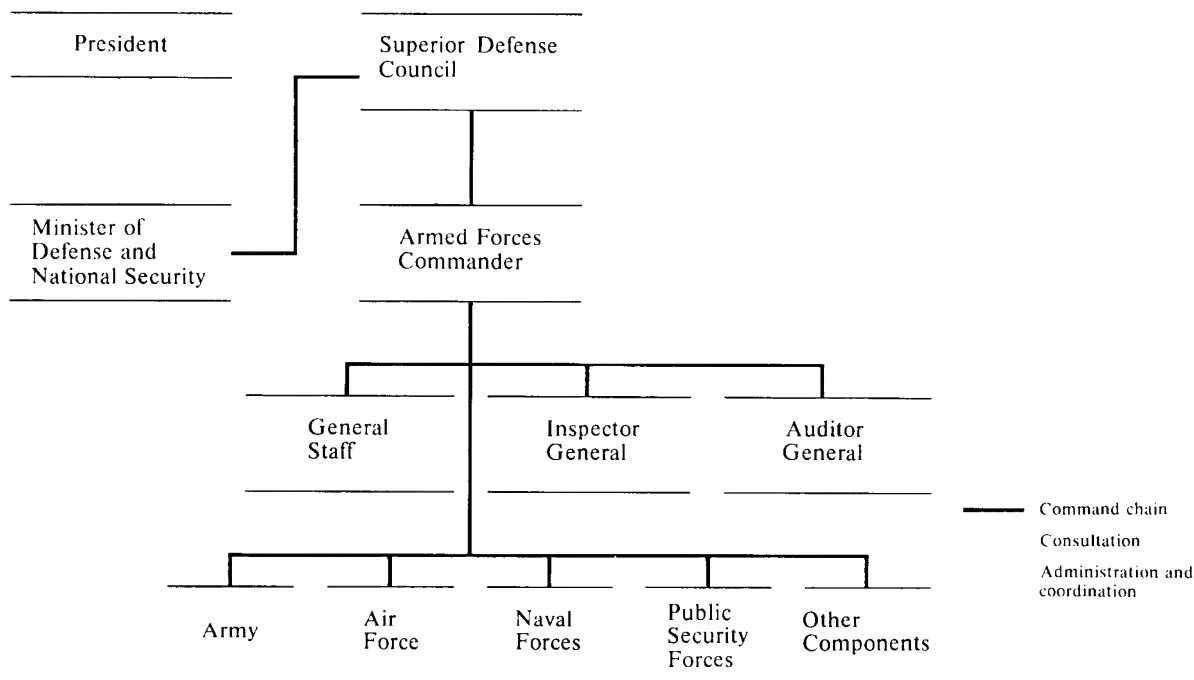 President
Superior Defense
Council
Minister of
Defense and
National Security
Armed Forces
Commander
General
Staff
Inspector
General
Auditor
General
Command chain
Consultation
Administration and
coordination
Army
Air
Force
Naval
Forces
Public
Security
Forces
Other
Components